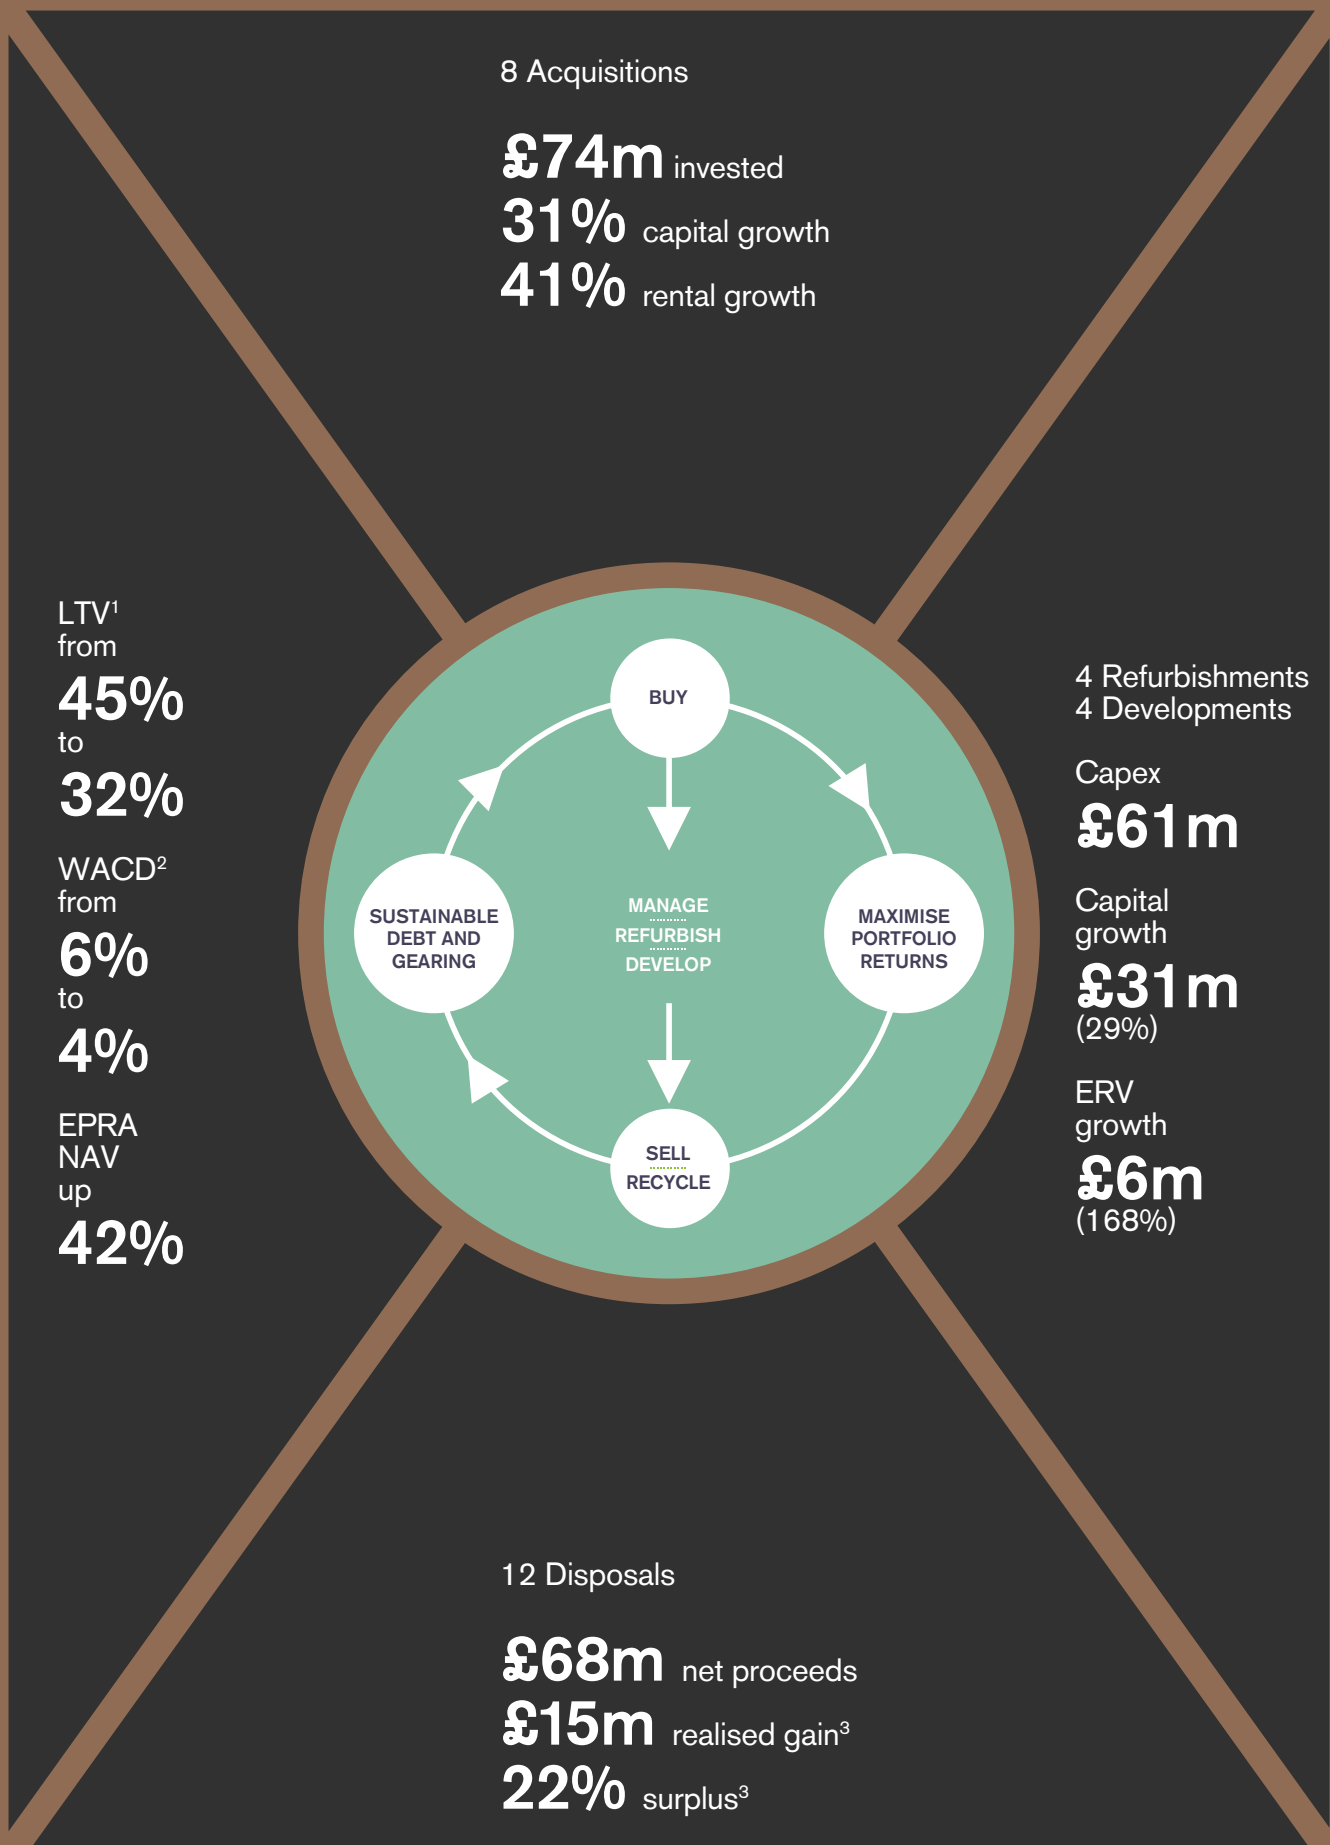 8 Acquisitions
£74m invested
31% capital growth
41% rental growth
LTV¹
from
45%
to
32%
WACD²
from
6%
to
4%
EPRA
NAV
up
42%
BUY
SUSTAINABLE
DEBT AND
GEARING
MANAGE
REFURBISH
DEVELOP
MAXIMISE
PORTFOLIO
RETURNS
SELL
RECYCLE
4 Refurbishments
4 Developments
Capex
£61m
Capital
growth
£31m
(29%)
ERV
growth
£6m
(168%)
12 Disposals
£68m net proceeds
£15m realised gain³
22% surplus³